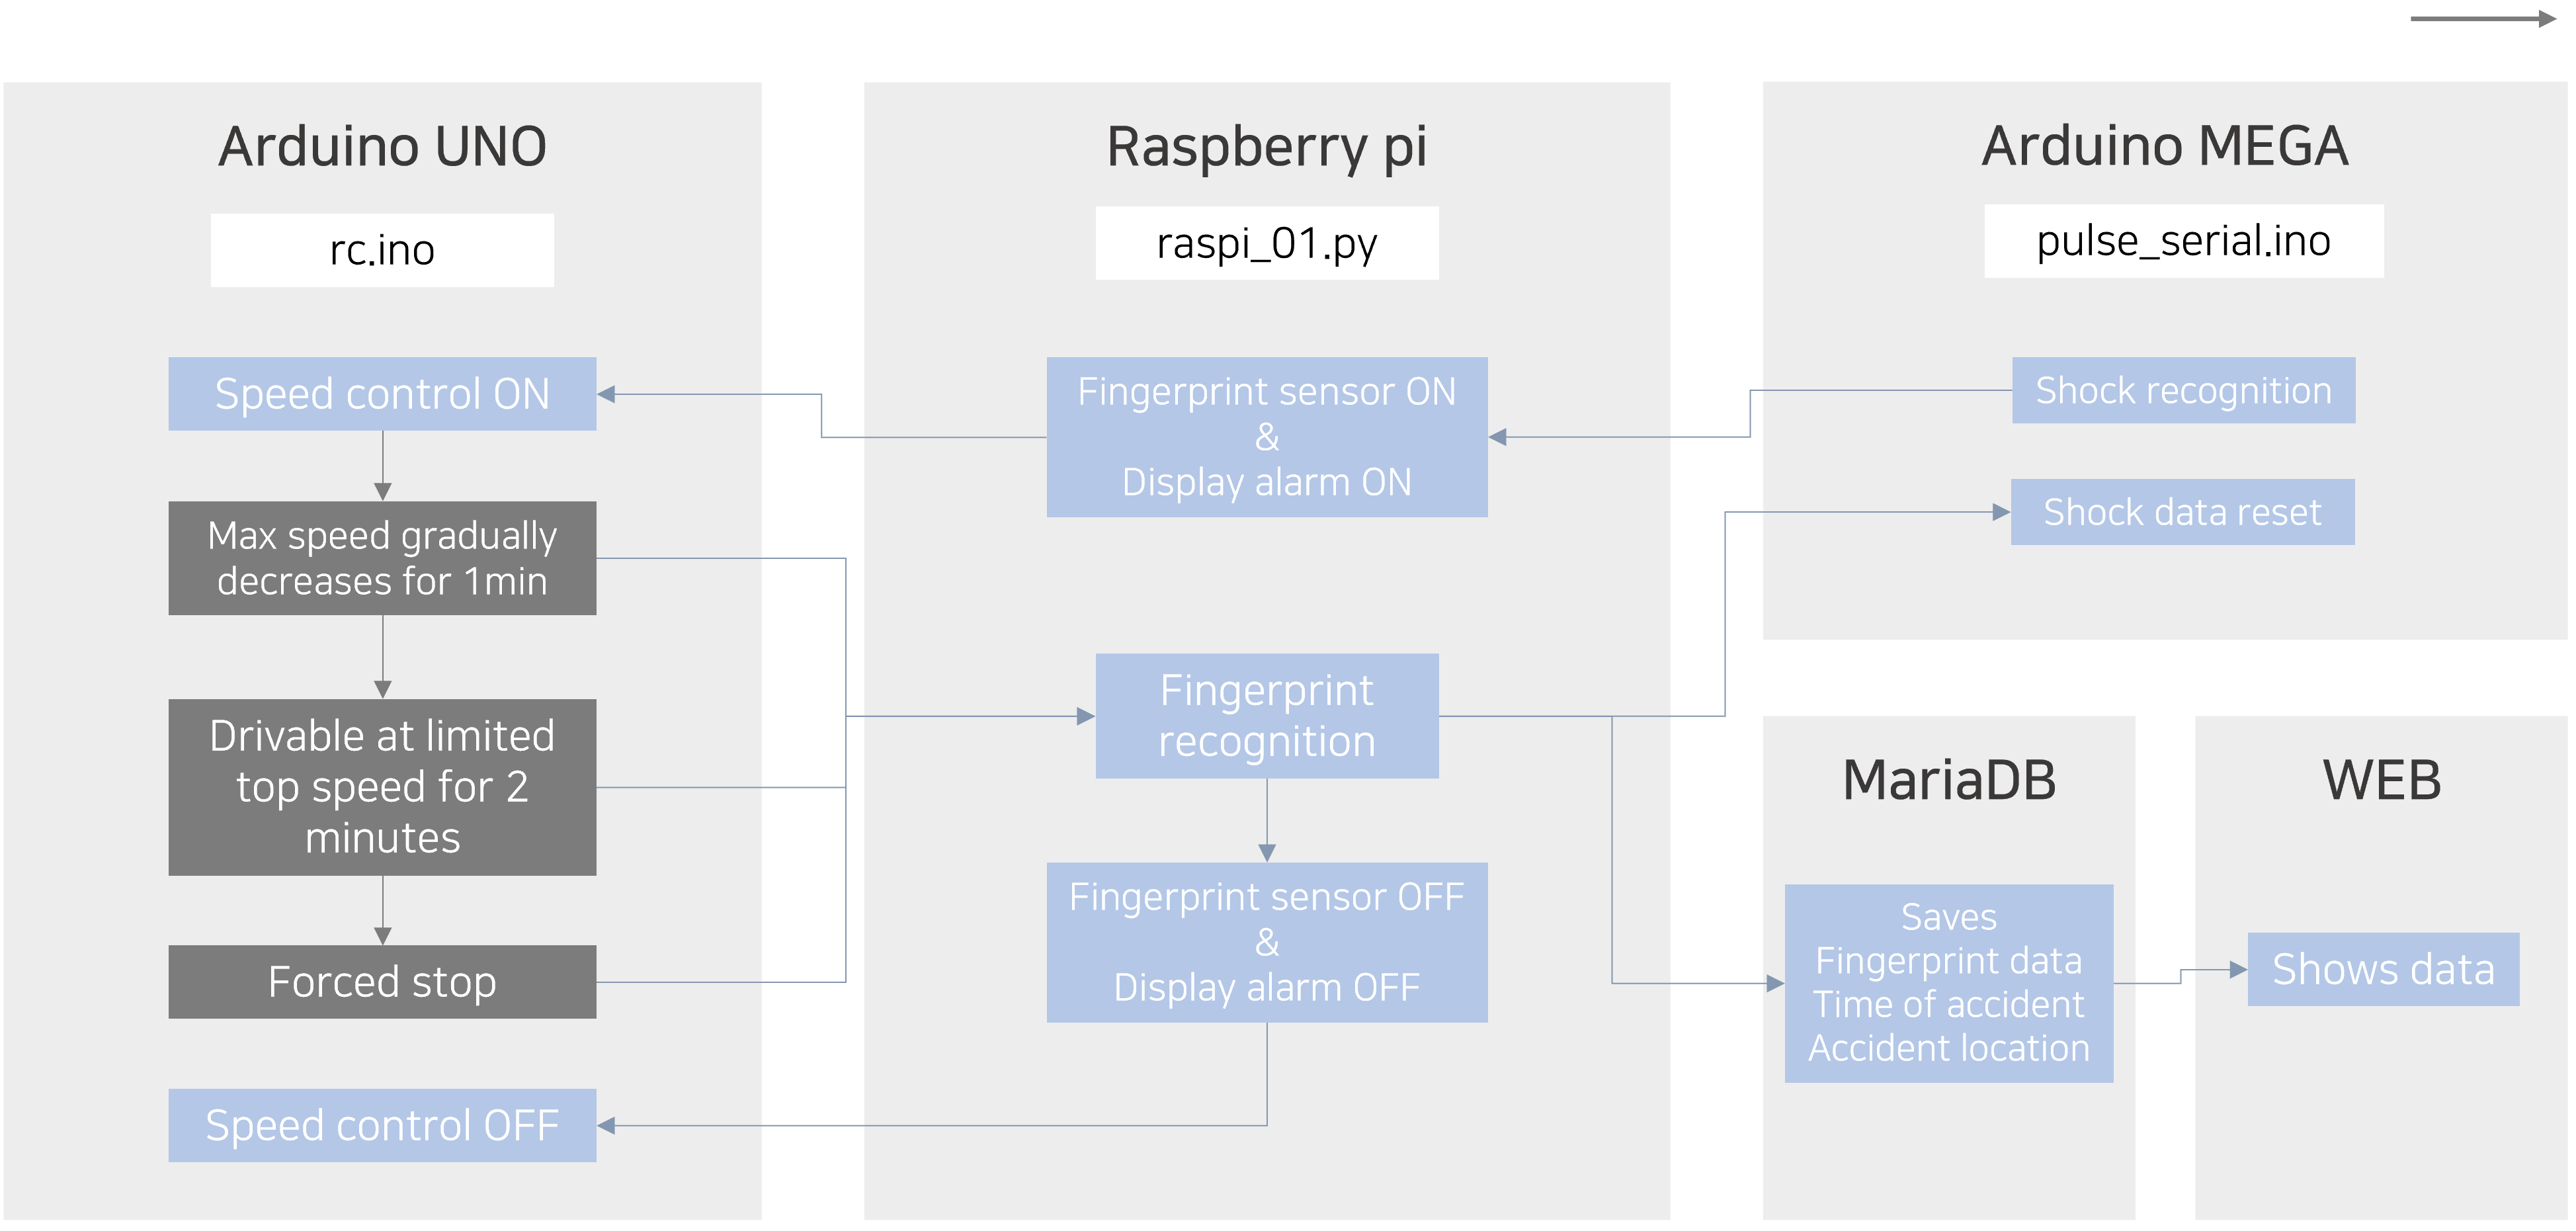 Arduino UNO
rc.ino
Speed control ON
Max speed gradually
decreases for 1min
Drivable at limited
top speed for 2
minutes
Forced stop
Speed control OFF
Raspberry pi
raspi_01.py
Fingerprint sensor ON
&
Display alarm ON
Fingerprint
recognition
Fingerprint sensor OFF
&
Display alarm OFF
Arduino MEGA
pulse_serial.ino
Shock recognition
Shock data reset
MariaDB
Saves
Fingerprint data
Time of accident
Accident location
WEB
Shows data